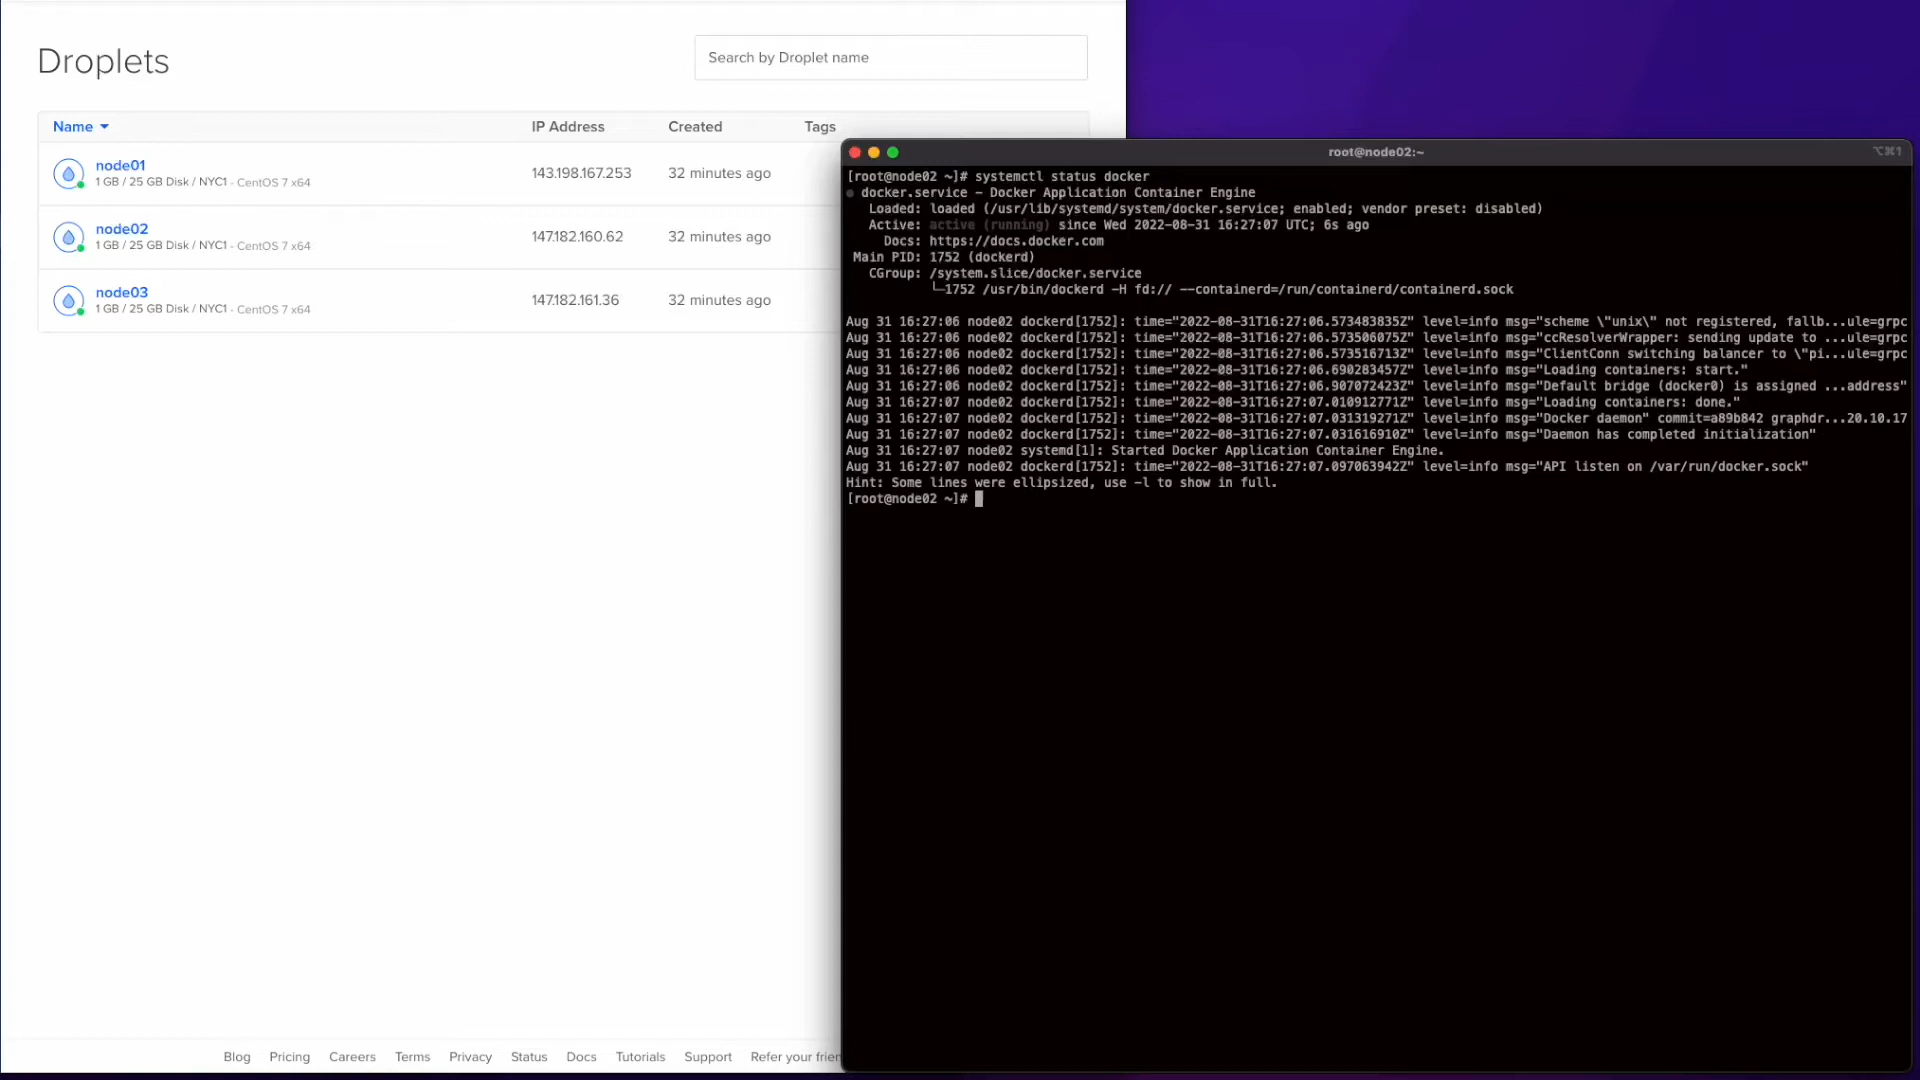 Droplets
Search by Droplet name
Name IP Address Created Tags
node01
1 GB / 25 GB Disk / NYC1 - CentOS 7 x64
143.198.167.253 32 minutes ago
node02
1 GB / 25 GB Disk / NYC1 - CentOS 7 x64
147.182.160.62 32 minutes ago
node03
1 GB / 25 GB Disk / NYC1 - CentOS 7 x64
147.182.161.36 32 minutes ago
Blog Pricing Careers Terms Privacy Status Docs Tutorials Support Refer your frien
root@node02:~ ⌥⌘1
[root@node02 ~]# systemctl status docker
● docker.service - Docker Application Container Engine
Loaded: loaded (/usr/lib/systemd/system/docker.service; enabled; vendor preset: disabled)
Active: active (running) since Wed 2022-08-31 16:27:07 UTC; 6s ago
Docs: https://docs.docker.com
Main PID: 1752 (dockerd)
CGroup: /system.slice/docker.service
└─1752 /usr/bin/dockerd -H fd:// --containerd=/run/containerd/containerd.sock
Aug 31 16:27:06 node02 dockerd[1752]: time="2022-08-31T16:27:06.573483835Z" level=info msg="scheme \"unix\" not registered, fallb...ule=grpc
Aug 31 16:27:06 node02 dockerd[1752]: time="2022-08-31T16:27:06.573506075Z" level=info msg="ccResolverWrapper: sending update to ...ule=grpc
Aug 31 16:27:06 node02 dockerd[1752]: time="2022-08-31T16:27:06.573516713Z" level=info msg="ClientConn switching balancer to \"pi...ule=grpc
Aug 31 16:27:06 node02 dockerd[1752]: time="2022-08-31T16:27:06.690283457Z" level=info msg="Loading containers: start."
Aug 31 16:27:06 node02 dockerd[1752]: time="2022-08-31T16:27:06.907072423Z" level=info msg="Default bridge (docker0) is assigned ...address"
Aug 31 16:27:07 node02 dockerd[1752]: time="2022-08-31T16:27:07.010912771Z" level=info msg="Loading containers: done."
Aug 31 16:27:07 node02 dockerd[1752]: time="2022-08-31T16:27:07.031319271Z" level=info msg="Docker daemon" commit=a89b842 graphdr...20.10.17
Aug 31 16:27:07 node02 dockerd[1752]: time="2022-08-31T16:27:07.031616910Z" level=info msg="Daemon has completed initialization"
Aug 31 16:27:07 node02 systemd[1]: Started Docker Application Container Engine.
Aug 31 16:27:07 node02 dockerd[1752]: time="2022-08-31T16:27:07.097063942Z" level=info msg="API listen on /var/run/docker.sock"
Hint: Some lines were ellipsized, use -l to show in full.
[root@node02 ~]#